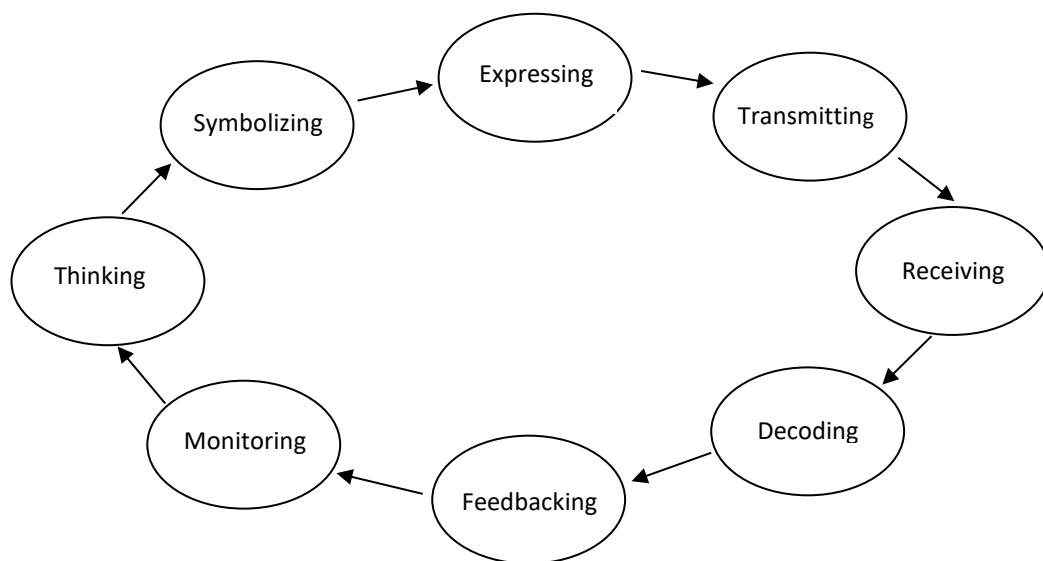 Expressing
Transmitting
Symbolizing
Thinking
Receiving
Decoding
Monitoring
Feedbacking